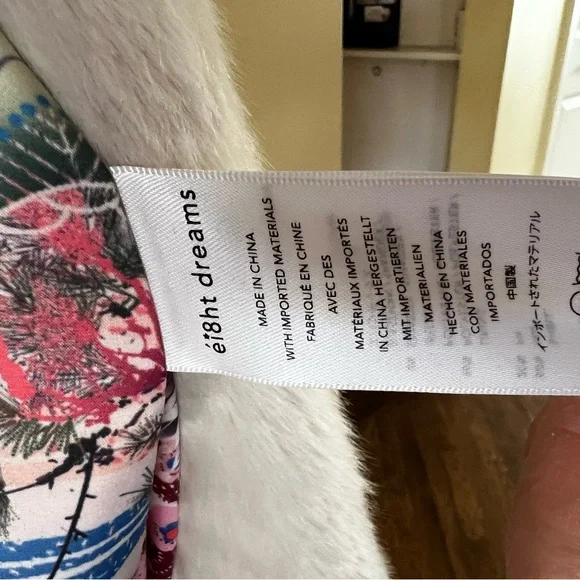 éi8ht dreams
MADE IN CHINA
WITH IMPORTED MATERIALS
FABRIQUÉ EN CHINE
AVEC DES
MATÉRIAUX IMPORTÉS
IN CHINA HERGESTELLT
MIT IMPORTIERTEN
MATERIALIEN
HECHO EN CHINA
CON MATERIALES
IMPORTADOS
中国製
インポートされたマテリアル